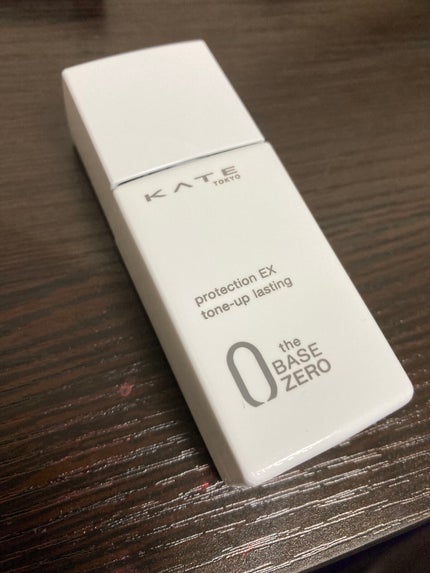 KATE
TOKYO
protection EX
tone-up lasting
0 the
BASE
ZERO